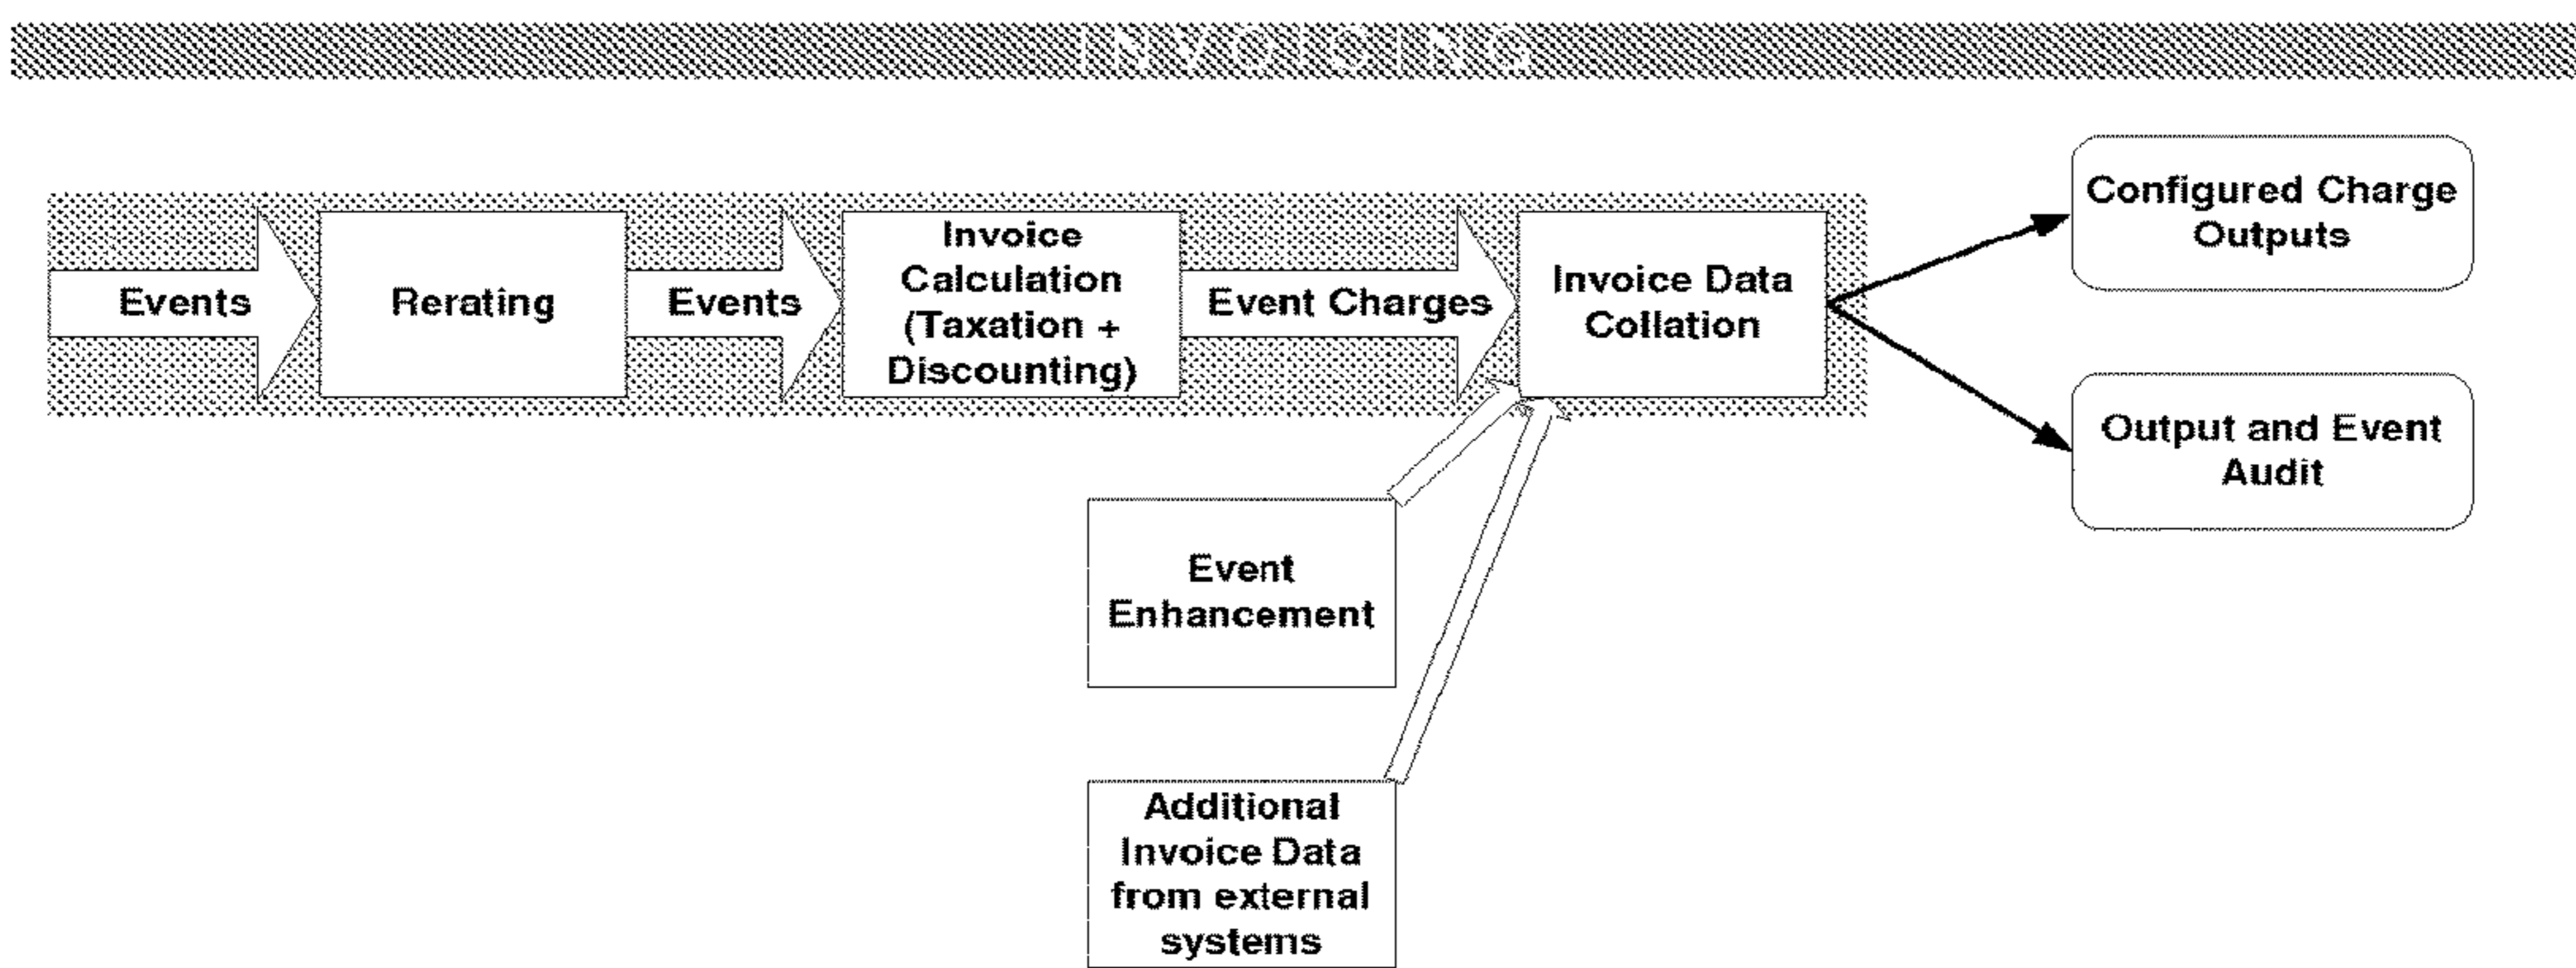 INVOICING
Events
Rerating
Events
Invoice
Calculation
(Taxation +
Discounting)
Event Charges
Invoice Data
Collation
Configured Charge
Outputs
Output and Event
Audit
Event
Enhancement
Additional
Invoice Data
from external
systems